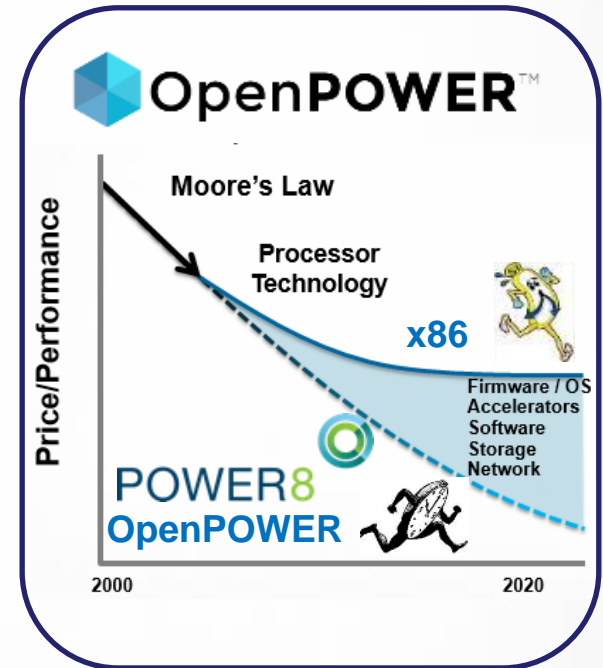 OpenPOWER™
Moore's Law
Processor
Technology
Price/Performance
x86
Firmware / OS
Accelerators
Software
Storage
Network
POWER8
OpenPOWER
2000
2020